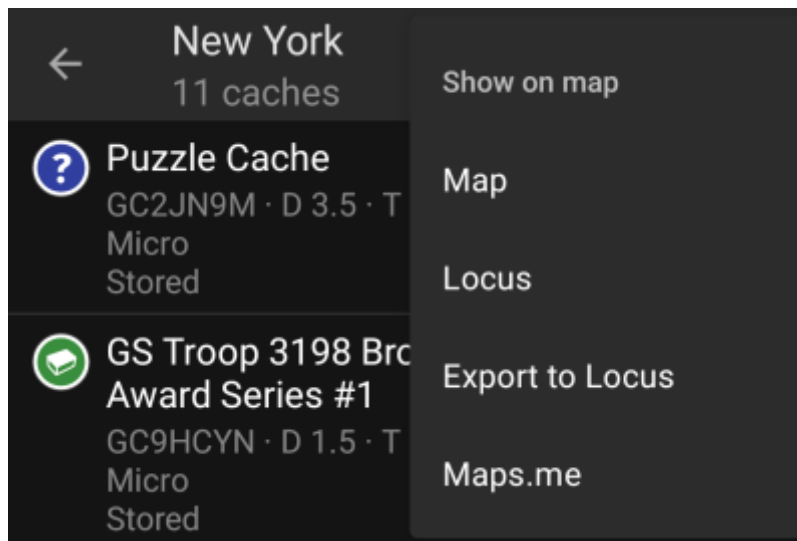 New York
11 caches
?
Puzzle Cache
GC2JN9M · D 3.5 · T
Micro
Stored
GS Troop 3198 Bro
Award Series #1
GC9HCYN · D 1.5 · T
Micro
Stored
Show on map
Map
Locus
Export to Locus
Maps.me